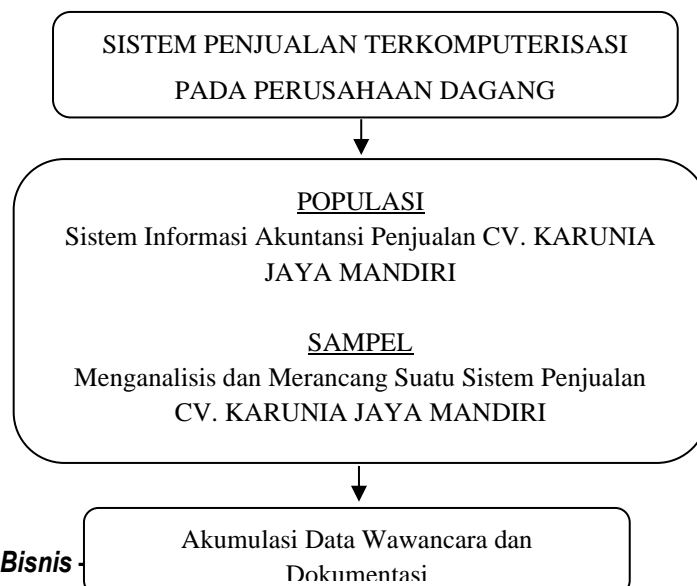 SISTEM PENJUALAN TERKOMPUTERISASI
PADA PERUSAHAAN DAGANG
POPULASI
Sistem Informasi Akuntansi Penjualan CV. KARUNIA
JAYA MANDIRI
SAMPEL
Menganalisis dan Merancang Suatu Sistem Penjualan
CV. KARUNIA JAYA MANDIRI
Akumulasi Data Wawancara dan
Dokumentasi
Bisnis -